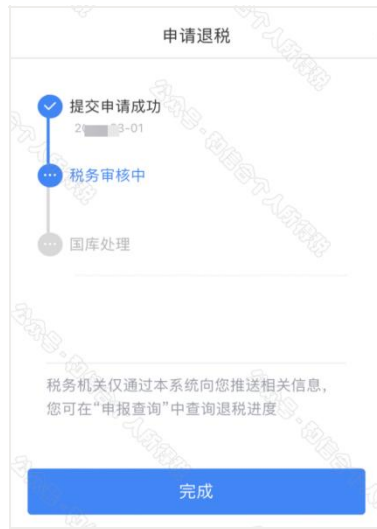 申请退税
提交申请成功
税务审核中
国库处理
税务机关仅通过本系统向您推送相关信息，
您可在“申报查询”中查询退税进度
完成